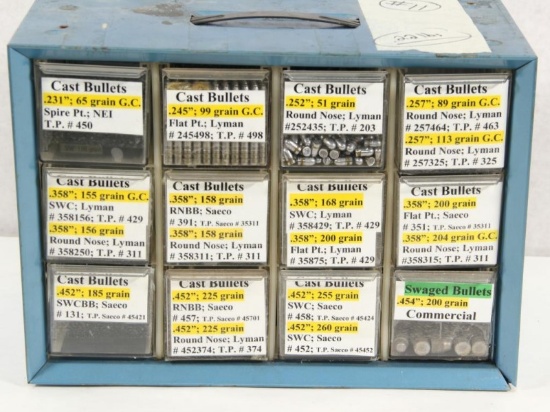 #11
Cast Bullets
.231"; 65 grain G.C.
Spire Pt.; NEI
T.P. # 450
Cast Bullets
.245"; 99 grain G.C.
Flat Pt.; Lyman
# 245498; T.P. # 498
Cast Bullets
.252"; 51 grain
Round Nose; Lyman
#252435; T.P. # 203
Cast Bullets
.257"; 89 grain G.C.
Round Nose; Lyman
# 257464; T.P. # 463
.257"; 113 grain G.C.
Round Nose; Lyman
# 257325; T.P. # 325
Cast Bullets
.358"; 155 grain G.C.
SWC; Lyman
# 358156; T.P. # 429
.358"; 156 grain
Round Nose; Lyman
# 358250; T.P. # 311
Cast Bullets
.358"; 158 grain
RNBB; Saeco
# 391; T.P. Saeco # 35311
.358"; 158 grain
Round Nose; Lyman
# 358311; T.P. # 311
Cast Bullets
.358"; 168 grain
SWC; Lyman
# 358429; T.P. # 429
.358"; 200 grain
Flat Pt.; Lyman
# 35875; T.P. # 429
Cast Bullets
.358"; 200 grain
Flat Pt.; Saeco
# 351; T.P. Saeco # 35311
.358"; 204 grain G.C.
Round Nose; Lyman
# 358315; T.P. # 311
Cast Bullets
.452"; 185 grain
SWCBB; Saeco
# 131; T.P. Saeco # 45421
Cast Bullets
.452"; 225 grain
RNBB; Saeco
# 457; T.P. Saeco # 45701
.452"; 225 grain
Round Nose; Lyman
# 452374; T.P. # 374
Cast Bullets
.452"; 255 grain
SWC; Saeco
# 458; T.P. Saeco # 45424
.452"; 260 grain
SWC; Saeco
# 452; T.P. Saeco # 45452
Swaged Bullets
.454"; 200 grain
Commercial